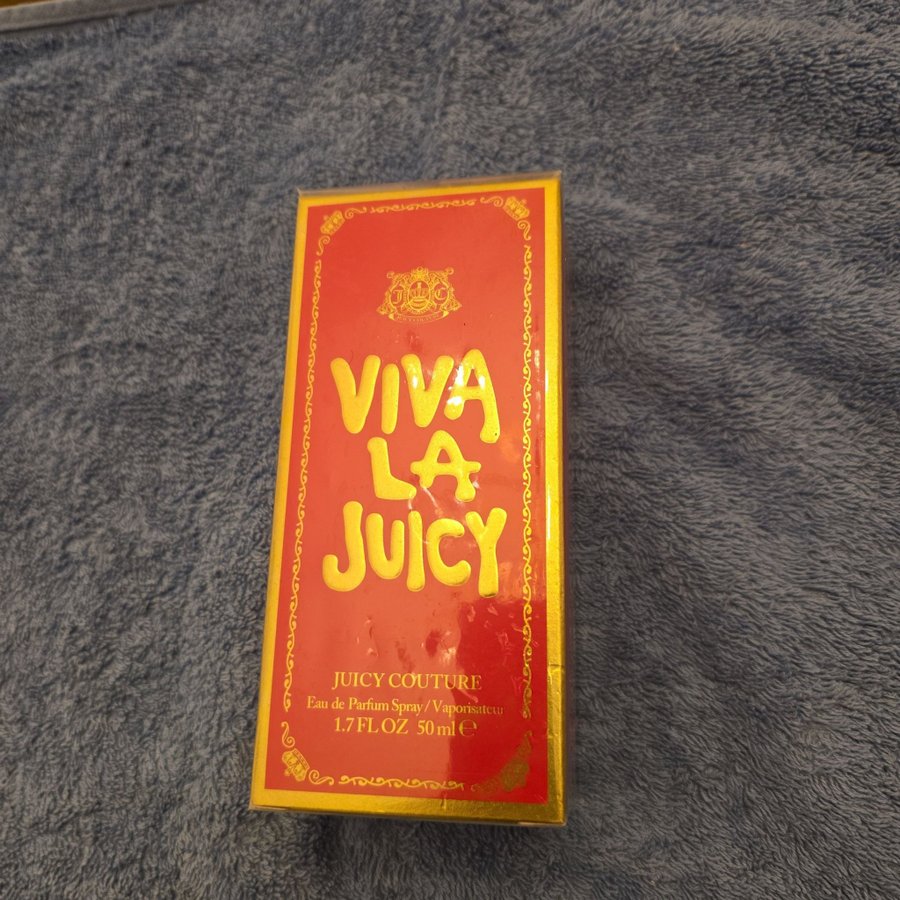 J C
VIVA
LA
JUICY
JUICY COUTURE
Eau de Parfum Spray / Vaporisateur
1.7 FL OZ 50 ml ℮